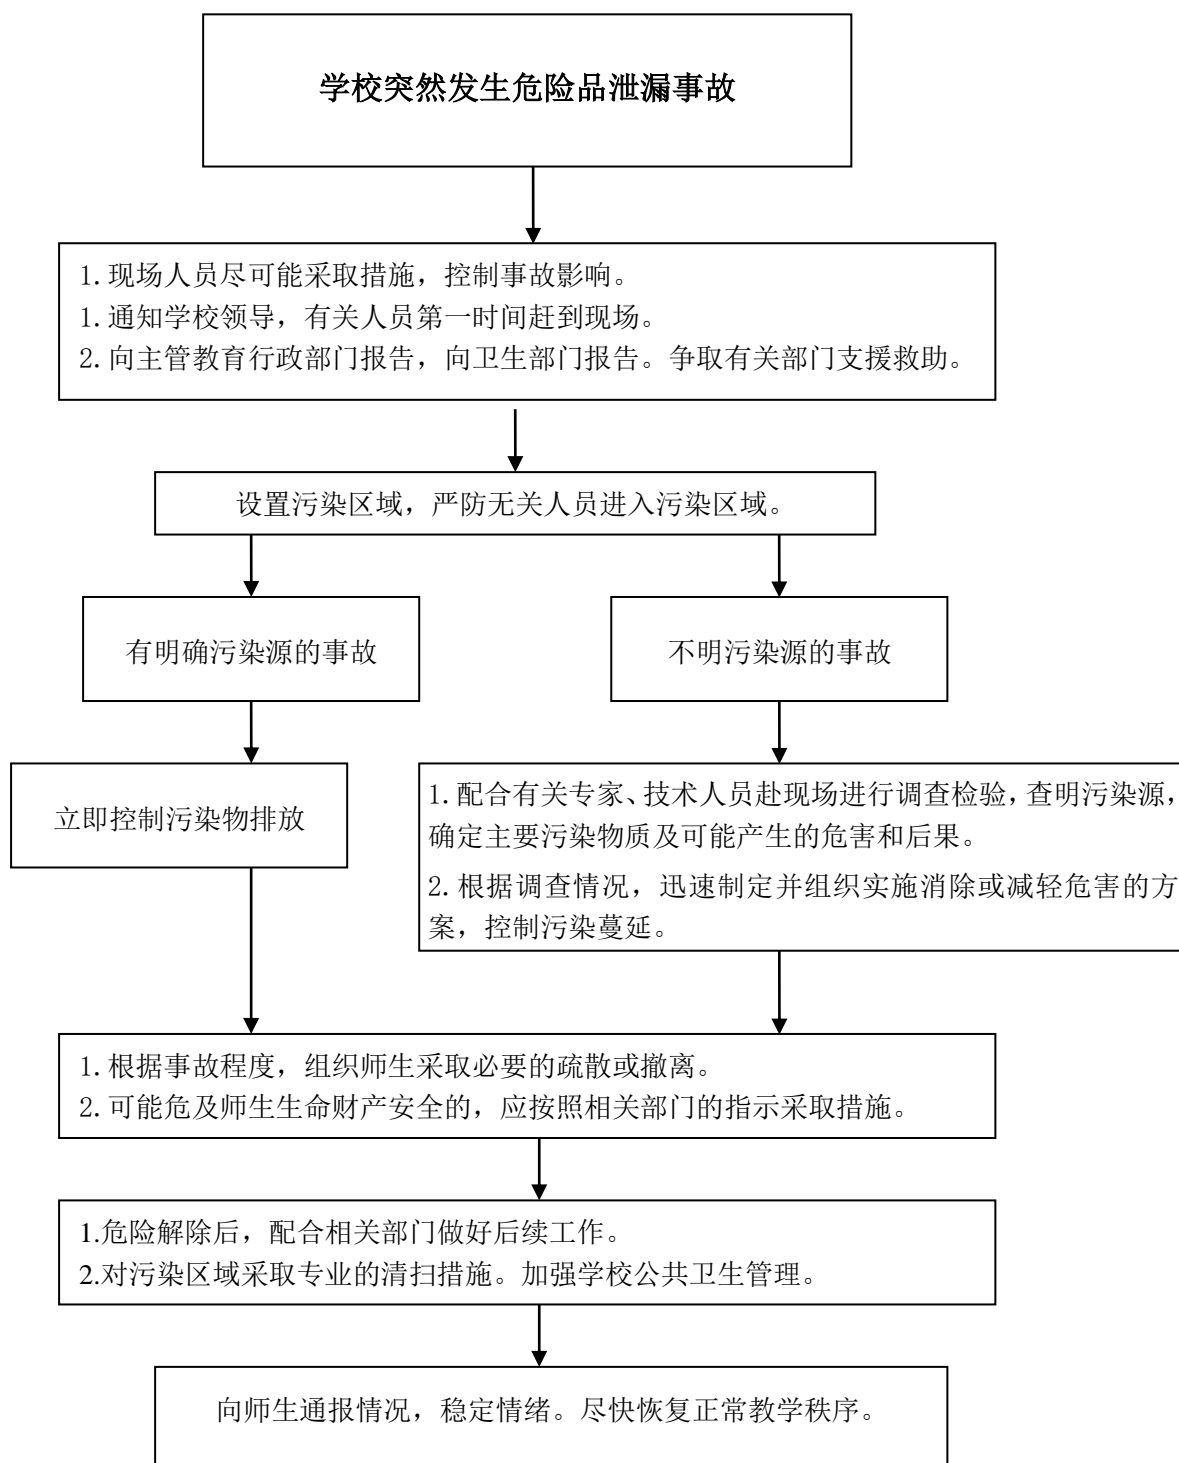 学校突然发生危险品泄漏事故
1. 现场人员尽可能采取措施，控制事故影响。
1. 通知学校领导，有关人员第一时间赶到现场。
2. 向主管教育行政部门报告，向卫生部门报告。争取有关部门支援救助。
设置污染区域，严防无关人员进入污染区域。
有明确污染源的事故
不明污染源的事故
立即控制污染物排放
1. 配合有关专家、技术人员赴现场进行调查检验，查明污染源，
确定主要污染物质及可能产生的危害和后果。
2. 根据调查情况，迅速制定并组织实施消除或减轻危害的方
案，控制污染蔓延。
1. 根据事故程度，组织师生采取必要的疏散或撤离。
2. 可能危及师生生命财产安全的，应按照相关部门的指示采取措施。
1.危险解除后，配合相关部门做好后续工作。
2.对污染区域采取专业的清扫措施。加强学校公共卫生管理。
向师生通报情况，稳定情绪。尽快恢复正常教学秩序。